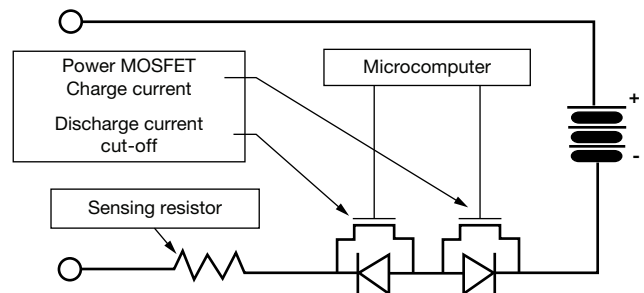 Power MOSFET
Charge current
Discharge current
cut-off
Microcomputer
+
-
Sensing resistor